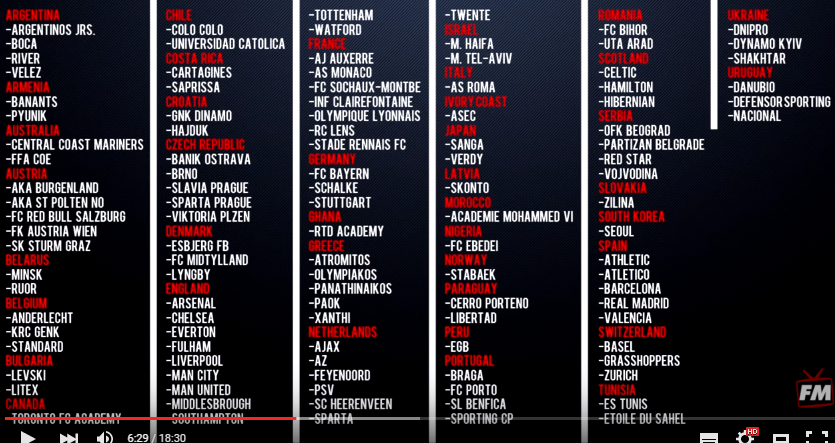 ARGENTINA
-ARGENTINOS JRS.
-BOCA
-RIVER
-VELEZ
ARMENIA
-BANANTS
-PYUNIK
AUSTRALIA
-CENTRAL COAST MARINERS
-FFA COE
AUSTRIA
-AKA BURGENLAND
-AKA ST POLTEN NO
-FC RED BULL SALZBURG
-FK AUSTRIA WIEN
-SK STURM GRAZ
BELARUS
-MINSK
-RUOR
BELGIUM
-ANDERLECHT
-KRC GENK
-STANDARD
BULGARIA
-LEVSKI
-LITEX
CANADA
-TORONTO FC ACADEMY
CHILE
-COLO COLO
-UNIVERSIDAD CATOLICA
COSTA RICA
-CARTAGINES
-SAPRISSA
CROATIA
-GNK DINAMO
-HAJDUK
CZECH REPUBLIC
-BANIK OSTRAVA
-BRNO
-SLAVIA PRAGUE
-SPARTA PRAGUE
-VIKTORIA PLZEN
DENMARK
-ESBJERG FB
-FC MIDTYLLAND
-LYNGBY
ENGLAND
-ARSENAL
-CHELSEA
-EVERTON
-FULHAM
-LIVERPOOL
-MAN CITY
-MAN UNITED
-MIDDLESBROUGH
-SOUTHAMPTON
-TOTTENHAM
-WATFORD
FRANCE
-AJ AUXERRE
-AS MONACO
-FC SOCHAUX-MONTBE
-INF CLAIREFONTAINE
-OLYMPIQUE LYONNAIS
-RC LENS
-STADE RENNAIS FC
GERMANY
-FC BAYERN
-SCHALKE
-STUTTGART
GHANA
-RTD ACADEMY
GREECE
-ATROMITOS
-OLYMPIAKOS
-PANATHINAIKOS
-PAOK
-XANTHI
NETHERLANDS
-AJAX
-AZ
-FEYENOORD
-PSV
-SC HEERENVEEN
-SPARTA
-TWENTE
ISRAEL
-M. HAIFA
-M. TEL-AVIV
ITALY
-AS ROMA
IVORY COAST
-ASEC
JAPAN
-SANGA
-VERDY
LATVIA
-SKONTO
MOROCCO
-ACADEMIE MOHAMMED VI
NIGERIA
-FC EBEDEI
NORWAY
-STABAEK
PARAGUAY
-CERRO PORTENO
-LIBERTAD
PERU
-EGB
PORTUGAL
-BRAGA
-FC PORTO
-SL BENFICA
-SPORTING CP
ROMANIA
-FC BIHOR
-UTA ARAD
SCOTLAND
-CELTIC
-HAMILTON
-HIBERNIAN
SERBIA
-OFK BEOGRAD
-PARTIZAN BELGRADE
-RED STAR
-VOJVODINA
SLOVAKIA
-ZILINA
SOUTH KOREA
-SEOUL
SPAIN
-ATHLETIC
-ATLETICO
-BARCELONA
-REAL MADRID
-VALENCIA
SWITZERLAND
-BASEL
-GRASSHOPPERS
-ZURICH
TUNISIA
-ES TUNIS
-ETOILE DU SAHEL
UKRAINE
-DNIPRO
-DYNAMO KYIV
-SHAKHTAR
URUGUAY
-DANUBIO
-DEFENSOR SPORTING
-NACIONAL
FM
6:29 / 18:30
HD